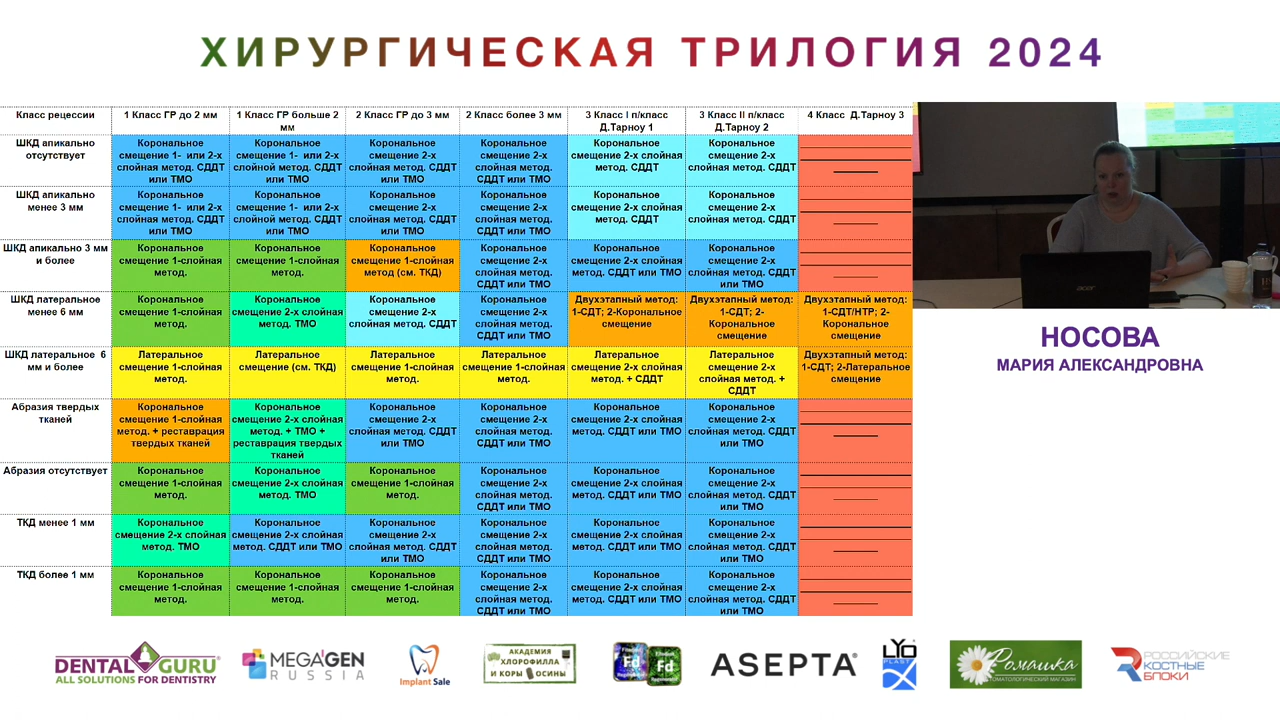 ХИРУРГИЧЕСКАЯ ТРИЛОГИЯ 2024
Класс рецессии
1 Класс ГР до 2 мм
1 Класс ГР больше 2
мм
2 Класс ГР до 3 мм
2 Класс более 3 мм
3 Класс I п/класс
Д.Тарноу 1
3 Класс II п/класс
Д.Тарноу 2
4 Класс Д.Тарноу 3
ШКД апикально
отсутствует
Корональное
смещение 1- или 2-х
слойная метод. СДДТ
или ТМО
Корональное
смещение 1- или 2-х
слойной метод. СДДТ
или ТМО
Корональное
смещение 2-х
слойная метод. СДДТ
или ТМО
Корональное
смещение 2-х
слойная метод.
СДДТ или ТМО
Корональное
смещение 2-х слойная
метод. СДДТ
Корональное
смещение 2-х
слойная метод. СДДТ
ШКД апикально
менее 3 мм
Корональное
смещение 1- или 2-х
слойная метод. СДДТ
или ТМО
Корональное
смещение 1- или 2-х
слойной метод. СДДТ
или ТМО
Корональное
смещение 2-х
слойная метод. СДДТ
или ТМО
Корональное
смещение 2-х
слойная метод.
СДДТ или ТМО
Корональное
смещение 2-х слойная
метод. СДДТ
Корональное
смещение 2-х
слойная метод. СДДТ
ШКД апикально 3 мм
и более
Корональное
смещение 1-слойная
метод.
Корональное
смещение 1-слойная
метод.
Корональное
смещение 1-слойная
метод (см. ТКД)
Корональное
смещение 2-х
слойная метод.
СДДТ или ТМО
Корональное
смещение 2-х слойная
метод. СДДТ или ТМО
Корональное
смещение 2-х
слойная метод. СДДТ
или ТМО
ШКД латеральное
менее 6 мм
Корональное
смещение 1-слойная
метод.
Корональное
смещение 2-х слойная
метод. ТМО
Корональное
смещение 2-х
слойная метод. СДДТ
Корональное
смещение 2-х
слойная метод.
СДДТ или ТМО
Двухэтапный метод:
1-СДТ; 2-Корональное
смещение
Двухэтапный метод:
1-СДТ; 2-
Корональное
смещение
Двухэтапный метод:
1-СДТ/НТР; 2-
Корональное
смещение
ШКД латеральное 6
мм и более
Латеральное
смещение 1-слойная
метод.
Латеральное
смещение (см. ТКД)
Латеральное
смещение 1-слойная
метод.
Латеральное
смещение 1-слойная
метод.
Латеральное
смещение 2-х слойная
метод. + СДДТ
Латеральное
смещение 2-х
слойная метод. +
СДДТ
Двухэтапный метод:
1-СДТ; 2-Латеральное
смещение
Абразия твердых
тканей
Корональное
смещение 1-слойная
метод. + реставрация
твердых тканей
Корональное
смещение 2-х слойная
метод. + ТМО +
реставрация твердых
тканей
Корональное
смещение 2-х
слойная метод. СДДТ
или ТМО
Корональное
смещение 2-х
слойная метод.
СДДТ или ТМО
Корональное
смещение 2-х слойная
метод. СДДТ или ТМО
Корональное
смещение 2-х
слойная метод. СДДТ
или ТМО
Абразия отсутствует
Корональное
смещение 1-слойная
метод.
Корональное
смещение 2-х слойная
метод. ТМО
Корональное
смещение 1-слойная
метод.
Корональное
смещение 2-х
слойная метод.
СДДТ или ТМО
Корональное
смещение 2-х слойная
метод. СДДТ или ТМО
Корональное
смещение 2-х
слойная метод. СДДТ
или ТМО
ТКД менее 1 мм
Корональное
смещение 2-х слойная
метод. ТМО
Корональное
смещение 2-х слойная
метод. СДДТ или ТМО
Корональное
смещение 2-х
слойная метод. СДДТ
или ТМО
Корональное
смещение 2-х
слойная метод.
СДДТ или ТМО
Корональное
смещение 2-х слойная
метод. СДДТ или ТМО
Корональное
смещение 2-х
слойная метод. СДДТ
или ТМО
ТКД более 1 мм
Корональное
смещение 1-слойная
метод.
Корональное
смещение 1-слойная
метод.
Корональное
смещение 1-слойная
метод.
Корональное
смещение 2-х
слойная метод.
СДДТ или ТМО
Корональное
смещение 2-х слойная
метод. СДДТ или ТМО
Корональное
смещение 2-х
слойная метод. СДДТ
или ТМО
acer
НОСОВА
МАРИЯ АЛЕКСАНДРОВНА
DENTAL GURU®
ALL SOLUTIONS FOR DENTISTRY
MEGA'GEN
RUSSIA
Implant Sale
АКАДЕМИЯ
ХЛОРОФИЛЛА
И КОРЫ ОСИНЫ
Fd
Fd
ASEPTA®
LYO
PLAST
Ромашка
СТОМАТОЛОГИЧЕСКИЙ МАГАЗИН
РОССИЙСКИЕ
КОСТНЫЕ
БЛОКИ